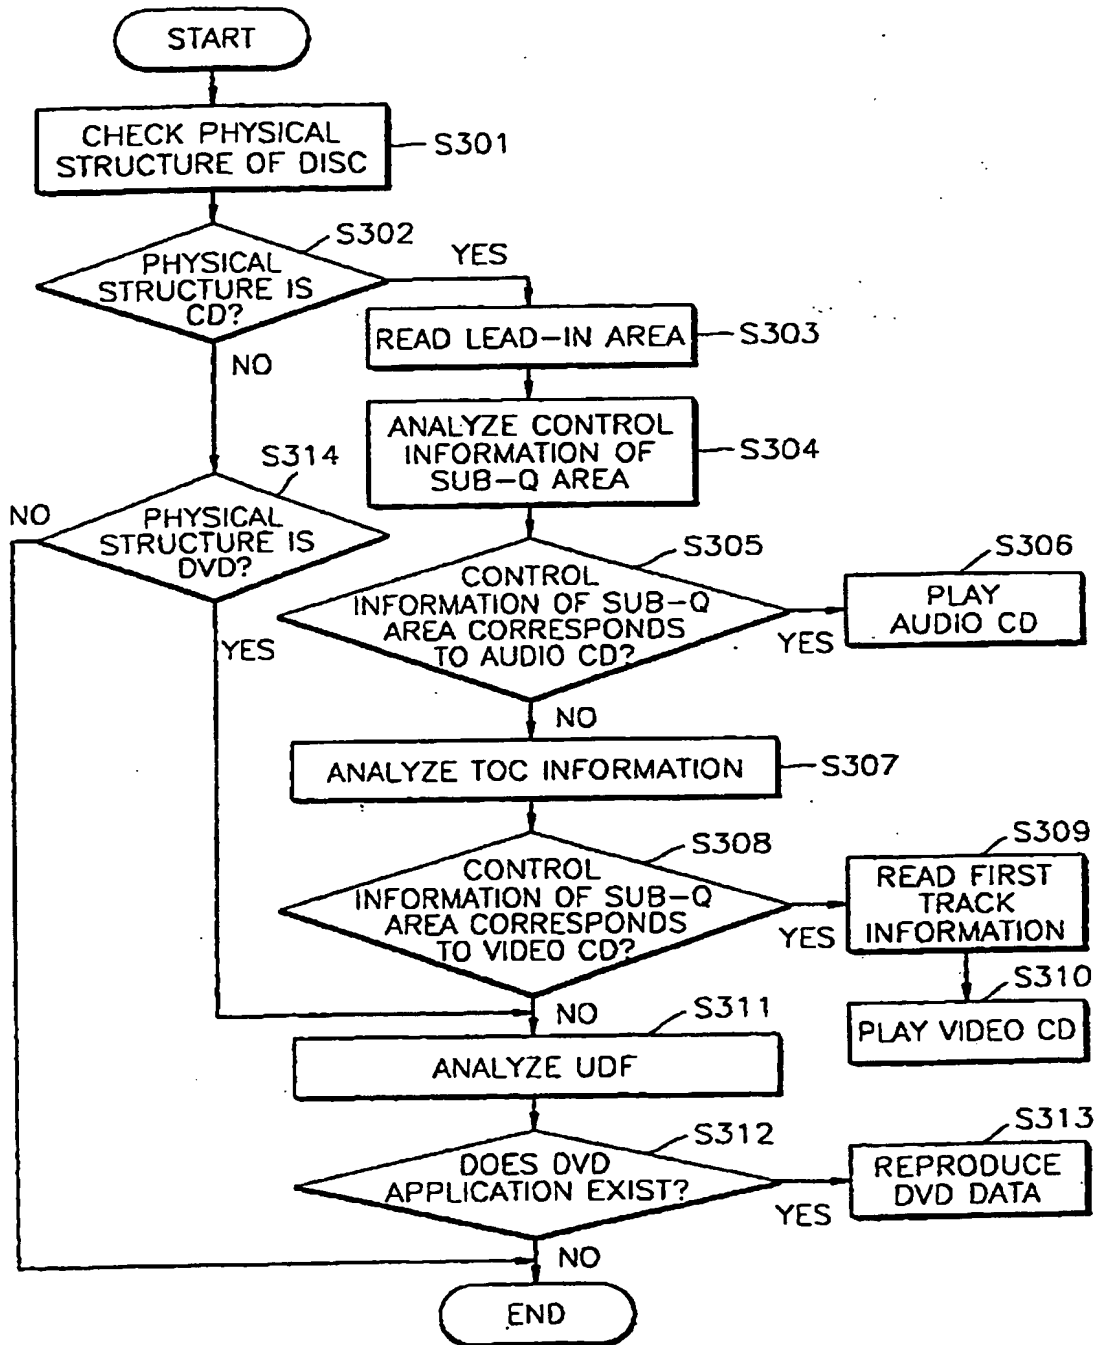 START
CHECK PHYSICAL
STRUCTURE OF DISC
S301
S302
PHYSICAL
STRUCTURE IS
CD?
YES
NO
READ LEAD-IN AREA
S303
ANALYZE CONTROL
INFORMATION OF
SUB-Q AREA
S304
S314
NO
PHYSICAL
STRUCTURE IS
DVD?
YES
S305
CONTROL
INFORMATION OF SUB-Q
AREA CORRESPONDS
TO AUDIO CD?
YES
S306
PLAY
AUDIO CD
NO
ANALYZE TOC INFORMATION
S307
S308
CONTROL
INFORMATION OF SUB-Q
AREA CORRESPONDS
TO VIDEO CD?
YES
S309
READ FIRST
TRACK
INFORMATION
S310
PLAY VIDEO CD
NO
S311
ANALYZE UDF
S312
DOES DVD
APPLICATION EXIST?
YES
S313
REPRODUCE
DVD DATA
NO
END